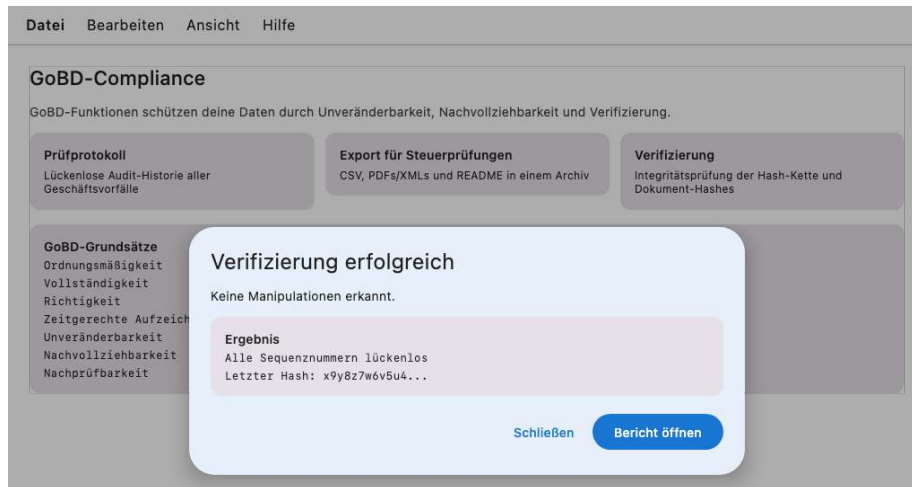 Datei Bearbeiten Ansicht Hilfe
GoBD-Compliance
GoBD-Funktionen schützen deine Daten durch Unveränderbarkeit, Nachvollziehbarkeit und Verifizierung.
Prüfprotokoll
Lückenlose Audit-Historie aller
Geschäftsvorfälle
Export für Steuerprüfungen
CSV, PDFs/XMLs und README in einem Archiv
Verifizierung
Integritätsprüfung der Hash-Kette und
Dokument-Hashes
GoBD-Grundsätze
Ordnungsmäßigkeit
Vollständigkeit
Richtigkeit
Zeitgerechte Aufzeich
Unveränderbarkeit
Nachvollziehbarkeit
Nachprüfbarkeit
Verifizierung erfolgreich
Keine Manipulationen erkannt.
Ergebnis
Alle Sequenznummern lückenlos
Letzter Hash: x9y8z7w6v5u4...
Schließen
Bericht öffnen